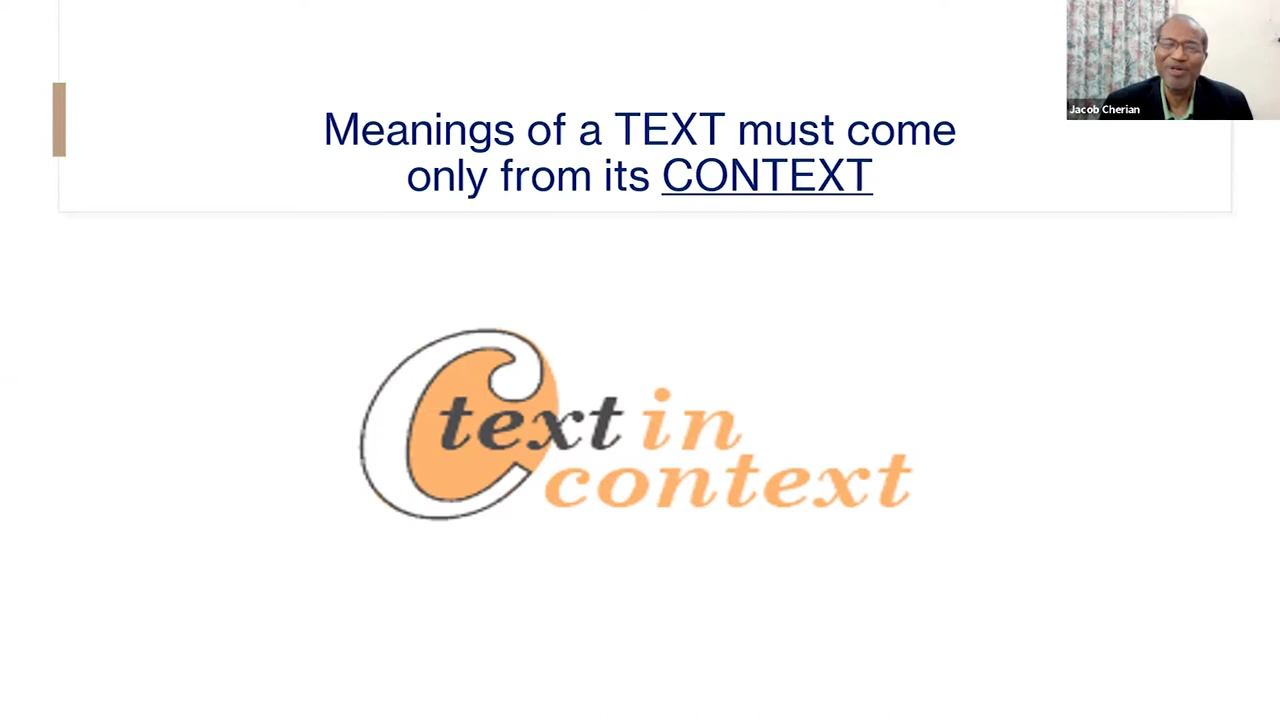 Meanings of a TEXT must come
only from its CONTEXT
Jacob Cherian
text in
context